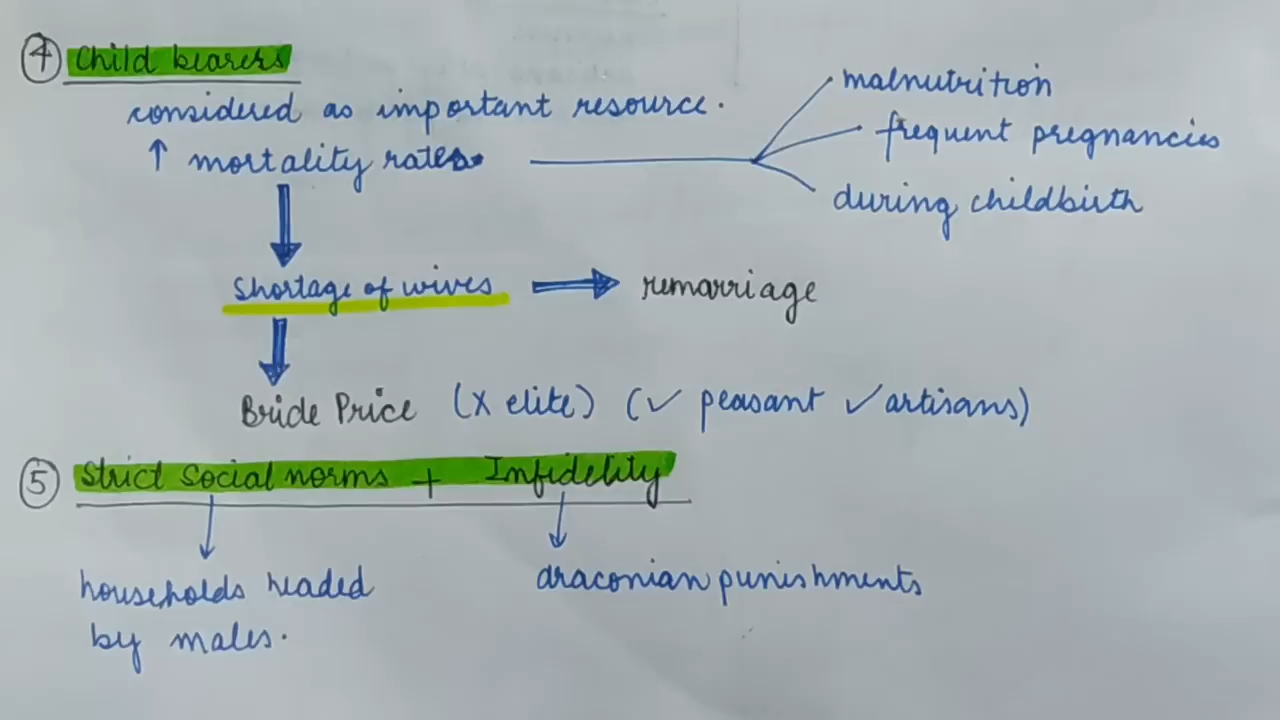 ④ Child bearers
considered as important resource.
↑ mortality rates
malnutrition
frequent pregnancies
during childbirth
Shortage of wives → remarriage
Bride Price (X elite) (✓ peasant ✓ artisans)
⑤ Strict Social norms + Infidelity
households headed
by males.
draconian punishments